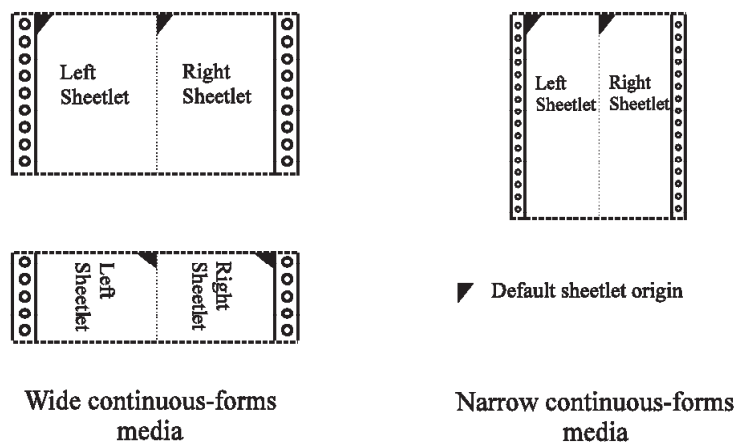 Left
Sheetlet
Right
Sheetlet
Left
Sheetlet
Right
Sheetlet
Left
Sheetlet
Right
Sheetlet
Default sheetlet origin
Wide continuous-forms
media
Narrow continuous-forms
media